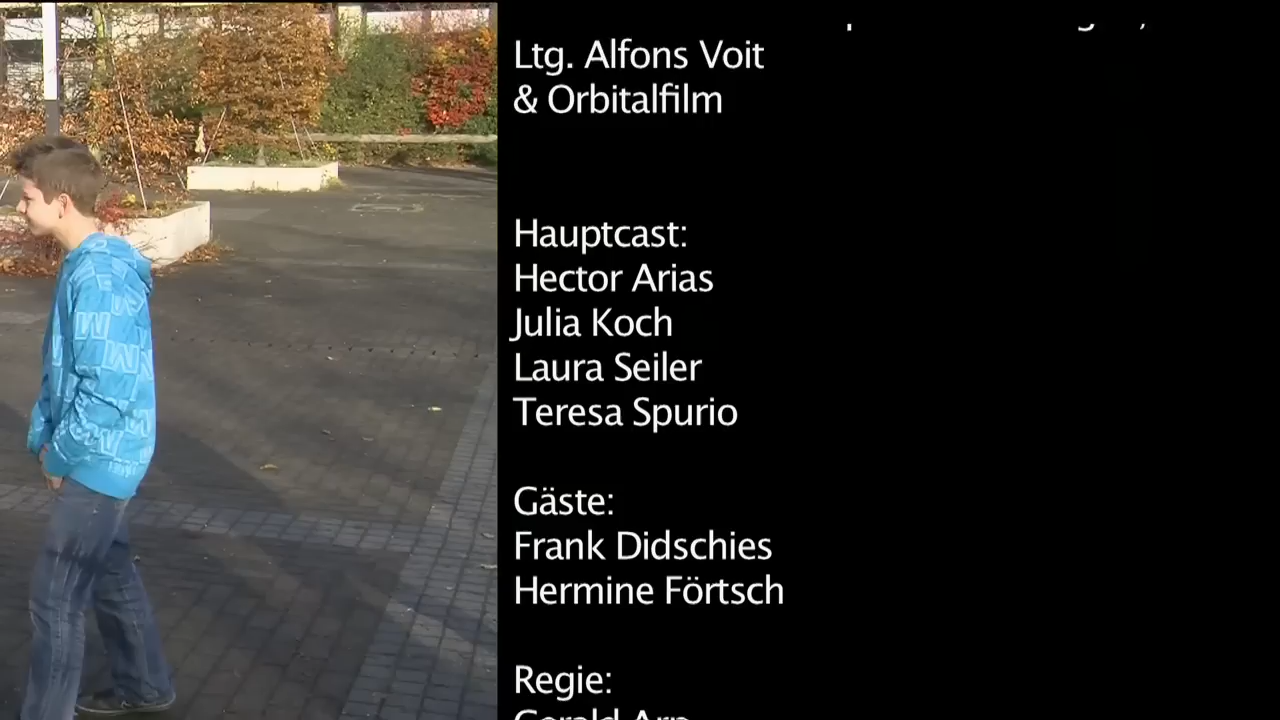 Ltg. Alfons Voit
& Orbitalfilm
Hauptcast:
Hector Arias
Julia Koch
Laura Seiler
Teresa Spurio
Gäste:
Frank Didschies
Hermine Förtsch
Regie: